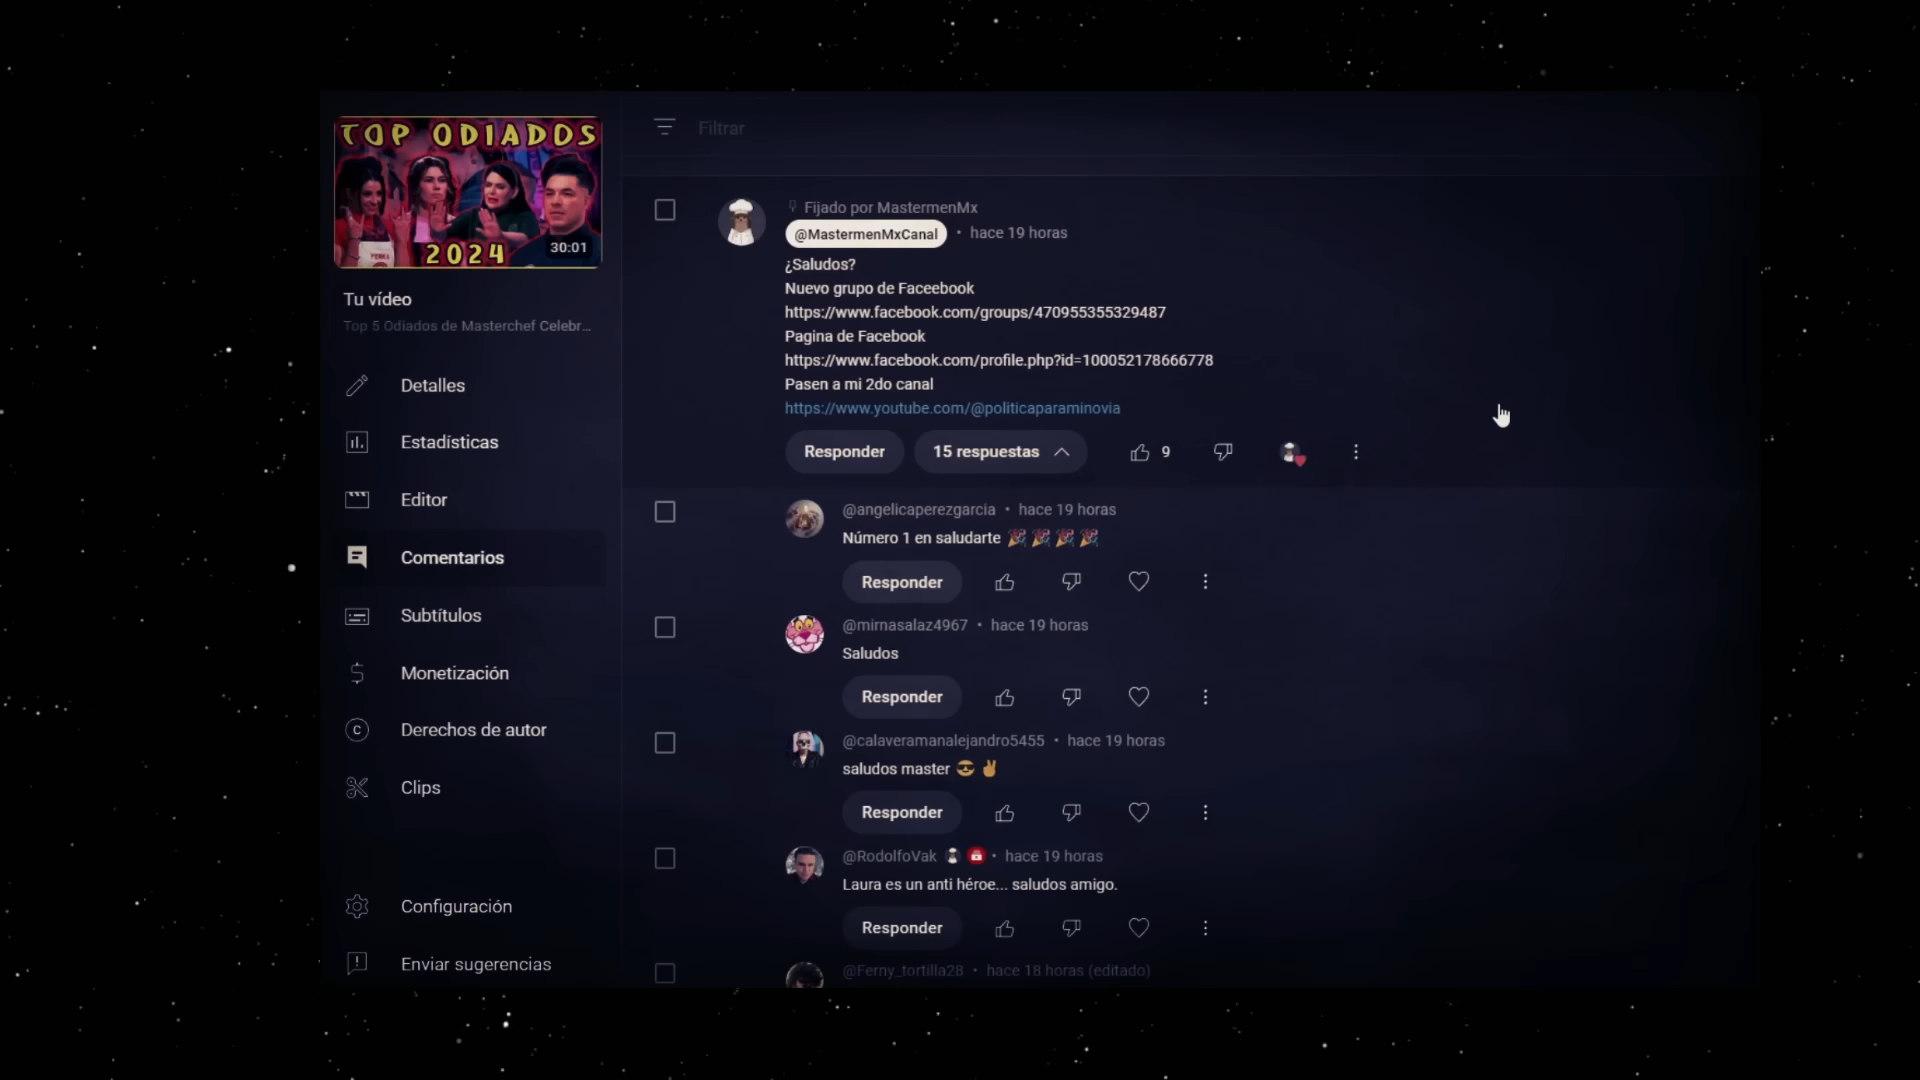 TOP ODIADOS
2024
30:01
Tu vídeo
Top 5 Odiados de Masterchef Celebr...
Detalles
Estadísticas
Editor
Comentarios
Subtítulos
Monetización
Derechos de autor
Clips
Configuración
Enviar sugerencias
Filtrar
Fijado por MastermenMx
@MastermenMxCanal • hace 19 horas
¿Saludos?
Nuevo grupo de Faceebook
https://www.facebook.com/groups/470955355329487
Pagina de Facebook
https://www.facebook.com/profile.php?id=100052178666778
Pasen a mi 2do canal
https://www.youtube.com/@politicaparaminovia
Responder 15 respuestas 9
@angelicaperezgarcia • hace 19 horas
Número 1 en saludarte 🎉 🎉 🎉 🎉
Responder
@mirnasalaz4967 • hace 19 horas
Saludos
Responder
@calaveramanalejandro5455 • hace 19 horas
saludos master 😎 ✌
Responder
@RodolfoVak • hace 19 horas
Laura es un anti héroe... saludos amigo.
Responder
@Ferny_tortilla28 • hace 18 horas (editado)